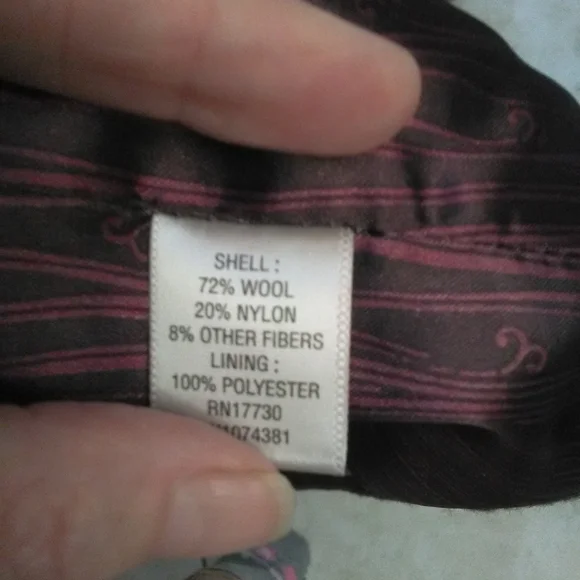 SHELL :
72% WOOL
20% NYLON
8% OTHER FIBERS
LINING :
100% POLYESTER
RN17730